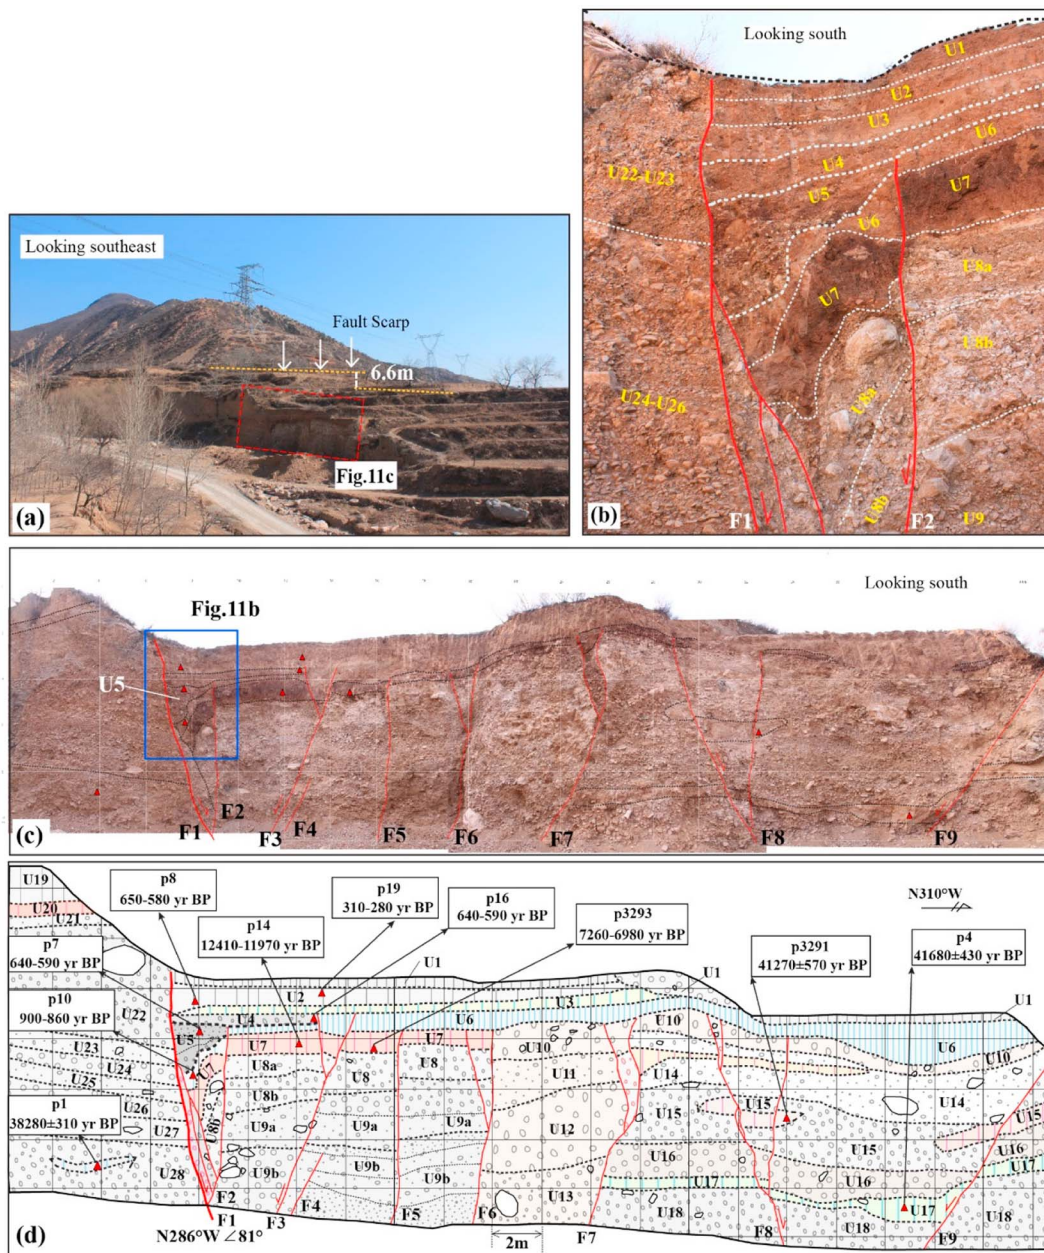 Looking southeast
Fault Scarp
6.6m
Fig.11c
(a)
Looking south
U1
U2
U3
U6
U4
U22-U23
U7
U5
U6
U8a
U7
U8b
U24-U26
U8a
U8b
F1
F2
U9
(b)
Looking south
Fig.11b
U5
F2
F1
F3
F4
F5
F6
F7
F8
F9
(c)
U19
U20
U21
p8
650-580 yr BP
p19
310-280 yr BP
p16
640-590 yr BP
p14
12410-11970 yr BP
p3293
7260-6980 yr BP
N310°W
p3291
41270±570 yr BP
p4
41680±430 yr BP
p7
640-590 yr BP
p10
900-860 yr BP
p1
38280±310 yr BP
U1
U1
U1
U2
U3
U22
U4
U6
U10
U5
U6
U7
U7
U10
U10
U23
U7
U8a
U8
U8
U11
U14
U24
U14
U25
U8b
U15
U15
U15
U26
U8b
U9a
U9a
U12
U15
U27
U16
U16
U16
U17
U28
U9b
U9b
U13
U17
U17
U18
U18
U18
F2
F1
F3
F4
F5
F6
F7
F8
F9
N286°W∠81°
2m
(d)